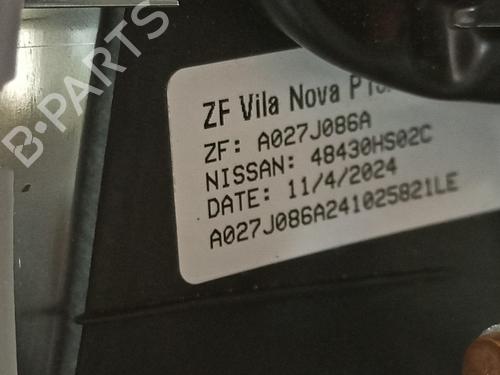 B-PARTS
ZF Vila Nova
ZF: A027J086A
NISSAN: 48430HS02C
DATE: 11/4/2024
A027J086A241025821LE